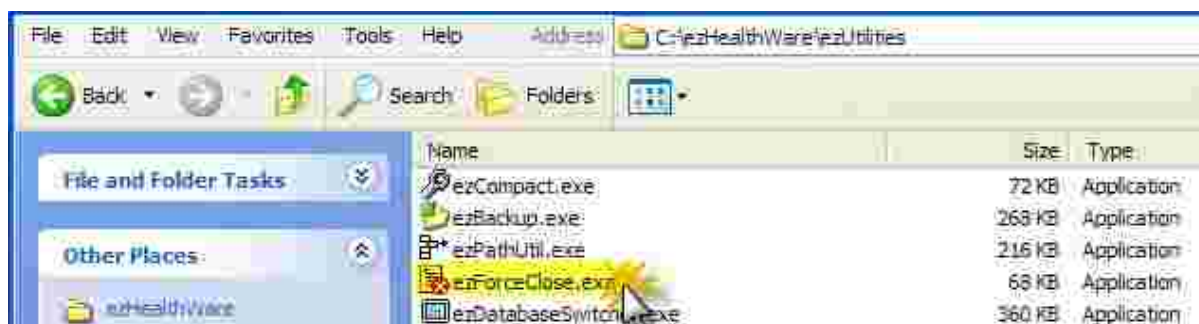 File Edit View Favorites Tools Help Address C:\ezHealthWare\ezUtilities
Back Search Folders
Name Size Type
File and Folder Tasks
ezCompact.exe 72 KB Application
ezBackup.exe 268 KB Application
Other Places
ezPathUtil.exe 216 KB Application
ezForceClose.exe 68 KB Application
ezHealthWare
ezDatabaseSwitch 360 KB Application